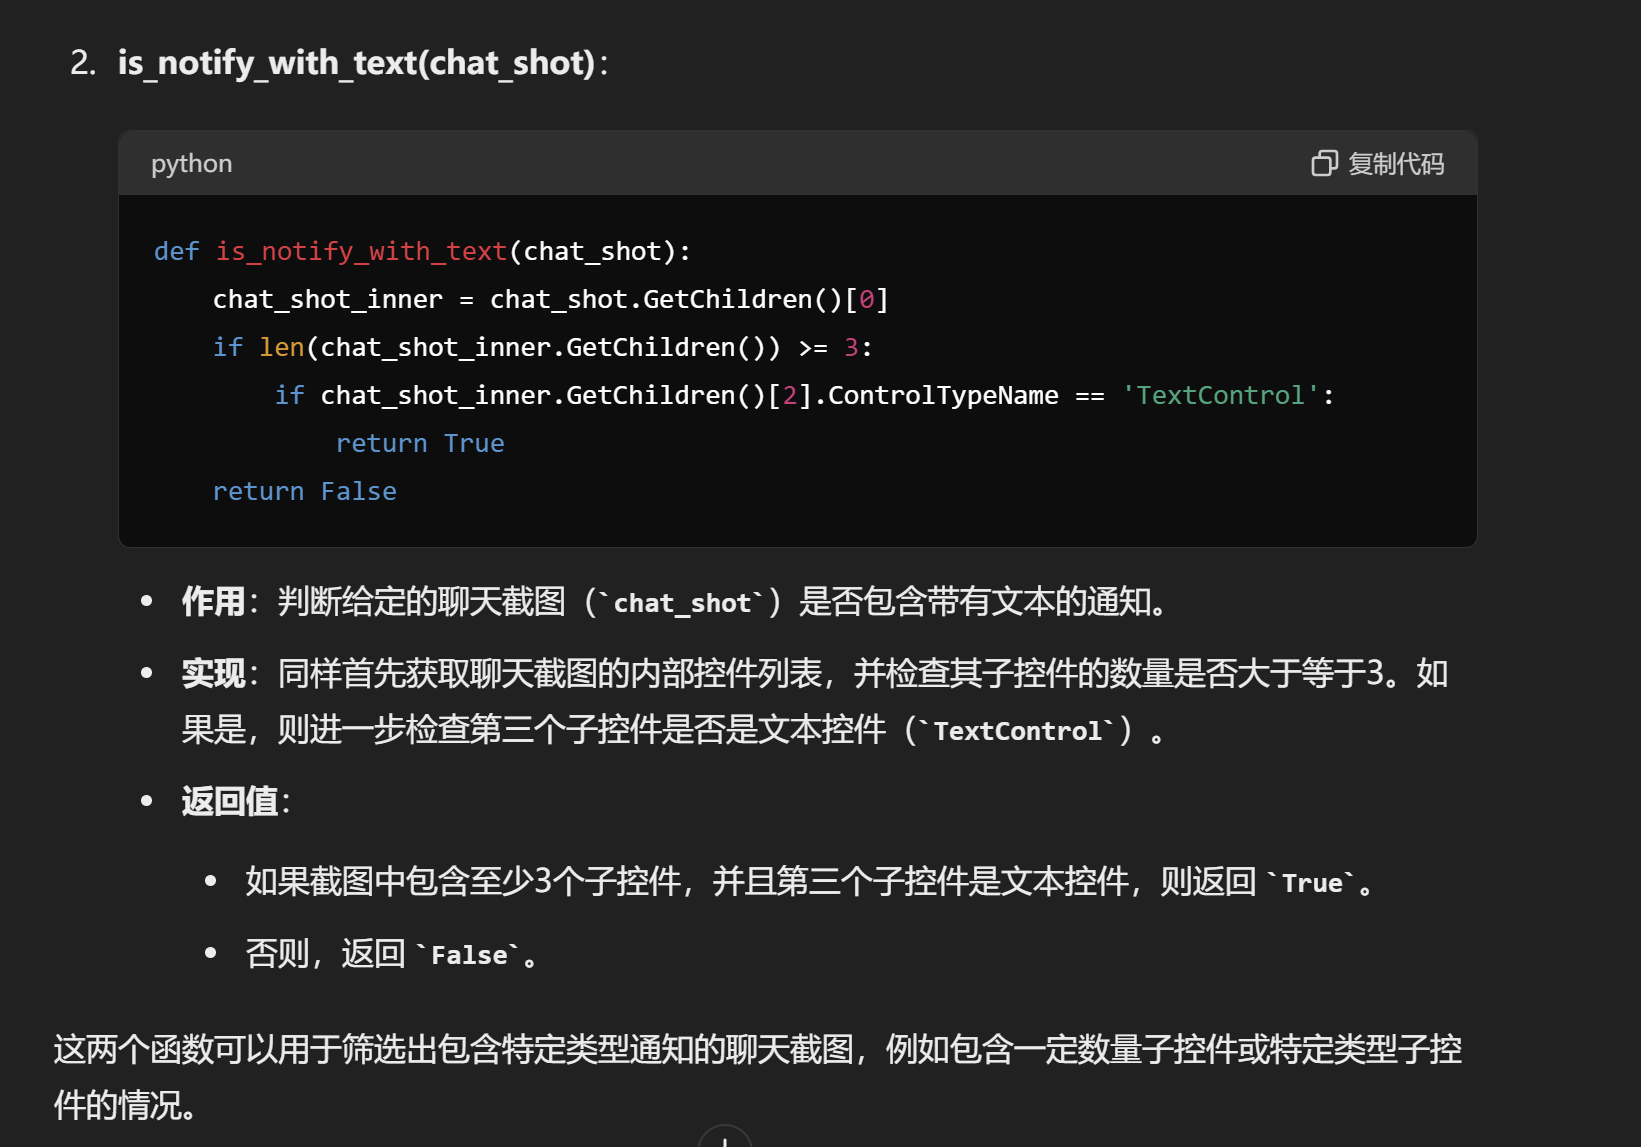 2. is_notify_with_text(chat_shot)：
python 复制代码
def is_notify_with_text(chat_shot):
    chat_shot_inner = chat_shot.GetChildren()[0]
    if len(chat_shot_inner.GetChildren()) >= 3:
        if chat_shot_inner.GetChildren()[2].ControlTypeName == 'TextControl':
            return True
    return False
• 作用：判断给定的聊天截图（`chat_shot`）是否包含带有文本的通知。
• 实现：同样首先获取聊天截图的内部控件列表，并检查其子控件的数量是否大于等于3。如
果是，则进一步检查第三个子控件是否是文本控件（`TextControl`）。
• 返回值：
• 如果截图中包含至少3个子控件，并且第三个子控件是文本控件，则返回 `True`。
• 否则，返回 `False`。
这两个函数可以用于筛选出包含特定类型通知的聊天截图，例如包含一定数量子控件或特定类型子控
件的情况。